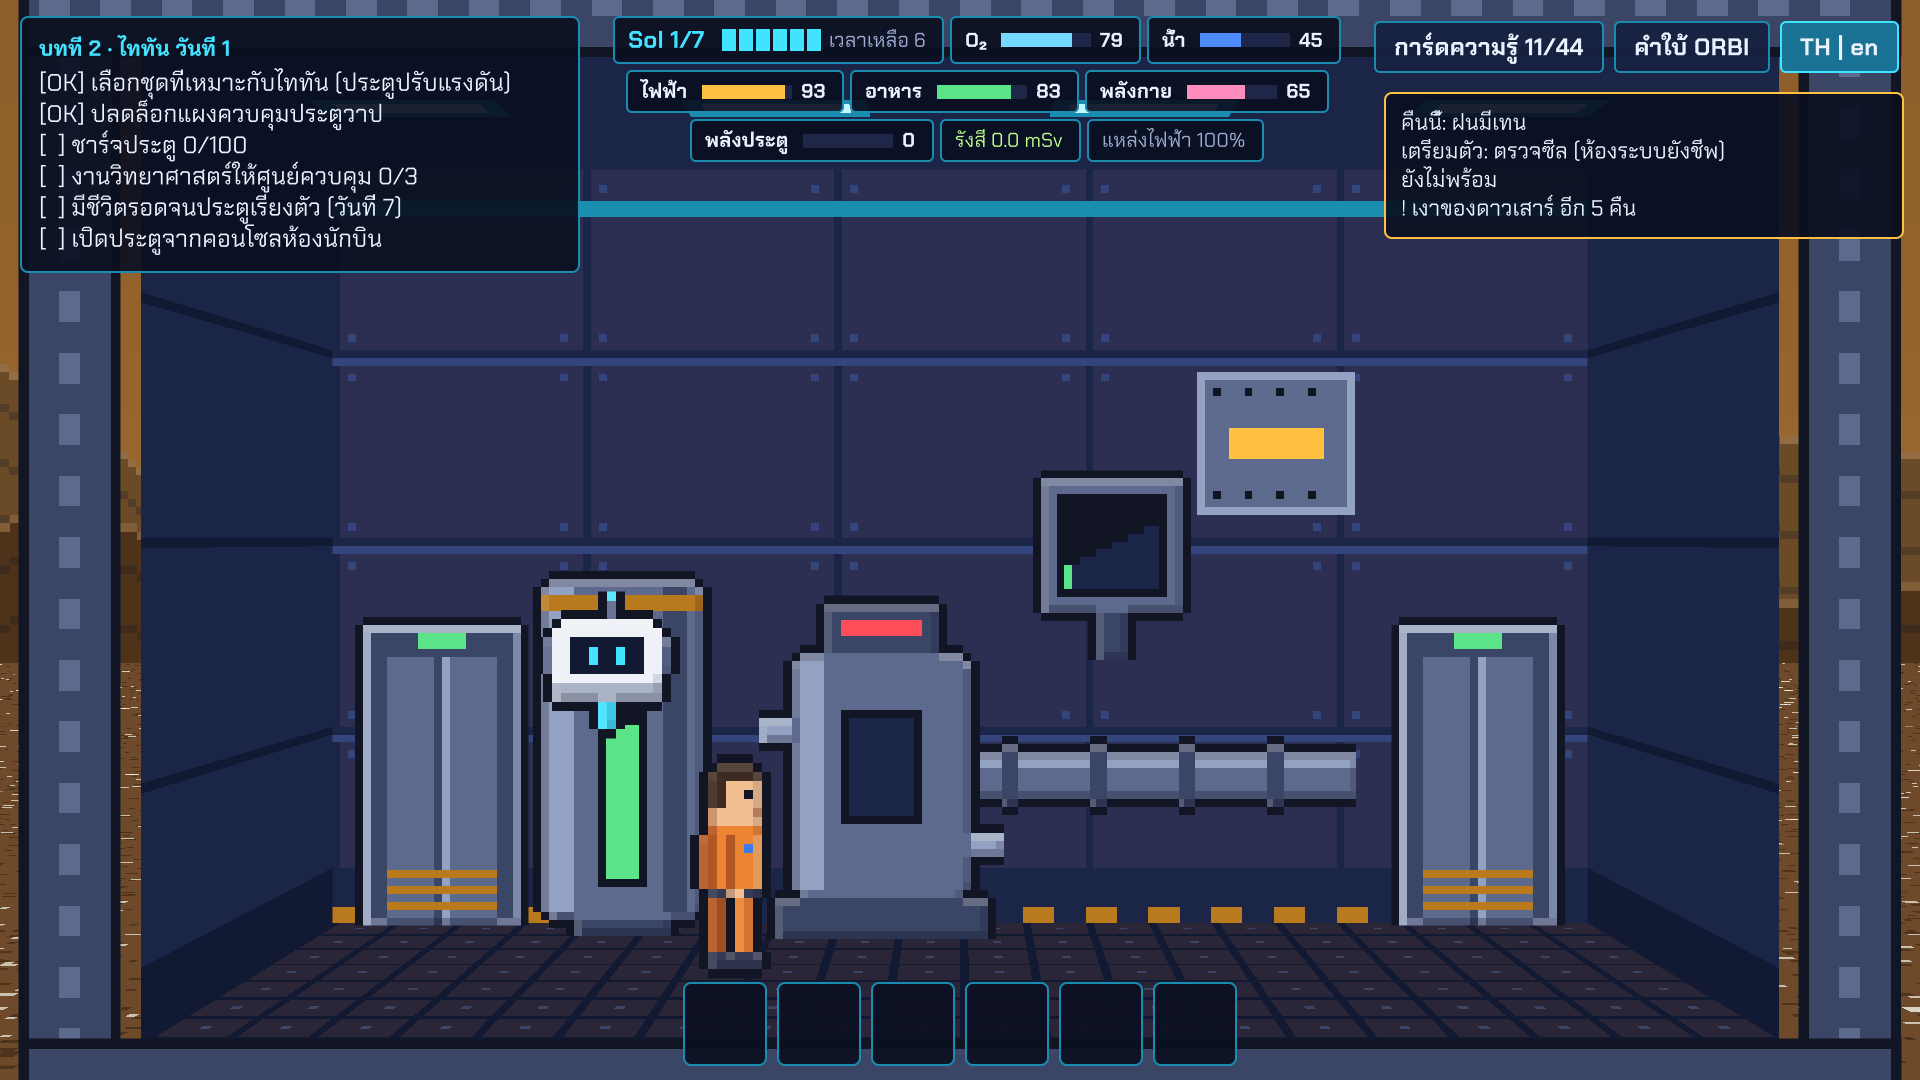 บทที่ 2 · ไททัน วันที่ 1
[OK] เลือกชุดที่เหมาะกับไททัน (ประตูปรับแรงดัน)
[OK] ปลดล็อกแผงควบคุมประตูวาป
[ ] ชาร์จประตู 0/100
[ ] งานวิทยาศาสตร์ให้ศูนย์ควบคุม 0/3
[ ] มีชีวิตรอดจนประตูเรียงตัว (วันที่ 7)
[ ] เปิดประตูจากคอนโซลห้องนักบิน
Sol 1/7 เวลาเหลือ 6
O₂ 79
น้ำ 45
ไฟฟ้า 93
อาหาร 83
พลังกาย 65
พลังประตู 0
รังสี 0.0 mSv
แหล่งไฟฟ้า 100%
การ์ดความรู้ 11/44
คำใบ้ ORBI
TH | en
คืนนี้: ฝนมีเทน
เตรียมตัว: ตรวจซีล (ห้องระบบยังชีพ)
ยังไม่พร้อม
! เงาของดาวเสาร์ อีก 5 คืน